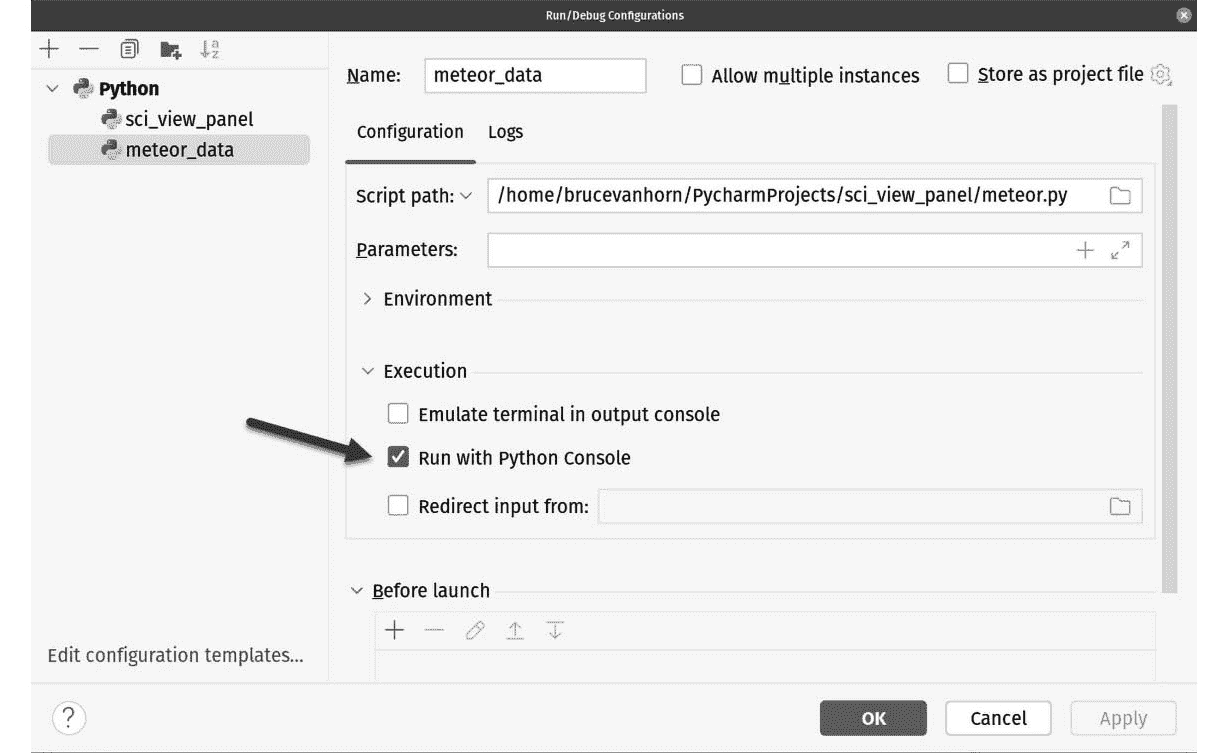 Run/Debug Configurations
Python
sci_view_panel
meteor_data
Edit configuration templates...
Name: meteor_data Allow multiple instances Store as project file
Configuration Logs
Script path: /home/brucevanhorn/PycharmProjects/sci_view_panel/meteor.py
Parameters:
Environment
Execution
Emulate terminal in output console
Run with Python Console
Redirect input from:
Before launch
? OK Cancel Apply